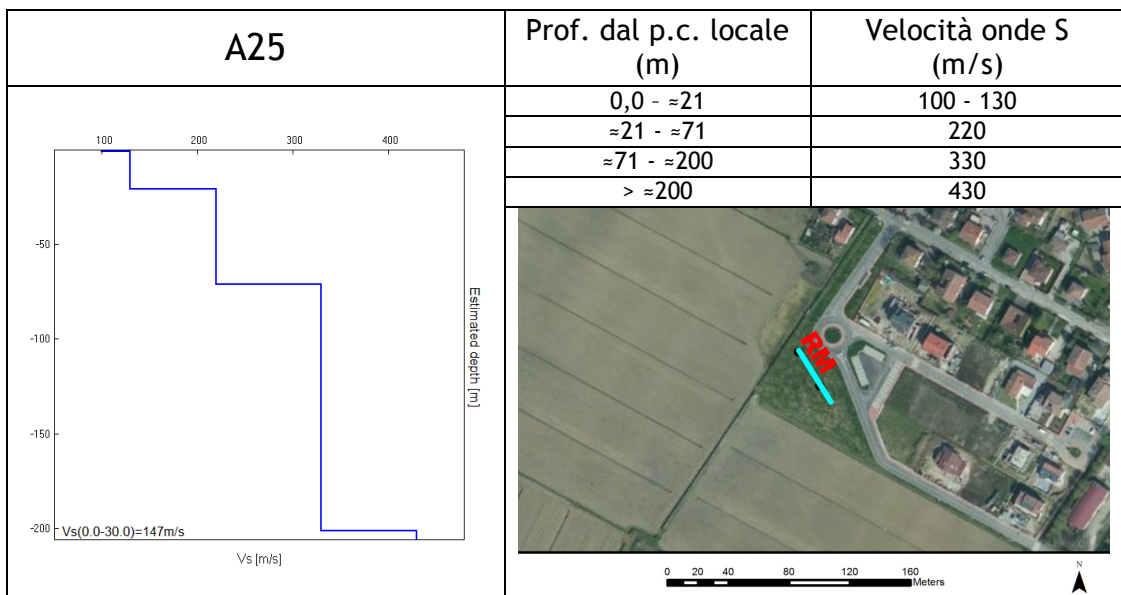 A25
Prof. dal p.c. locale
(m)
Velocità onde S
(m/s)
0,0 – ≈21
100 - 130
≈21 - ≈71
220
≈71 - ≈200
330
> ≈200
430
100
200
300
400
-50
-100
-150
-200
Estimated depth [m]
Vs(0.0-30.0)=147m/s
Vs [m/s]
RM
0 20 40 80 120 160
Meters
N